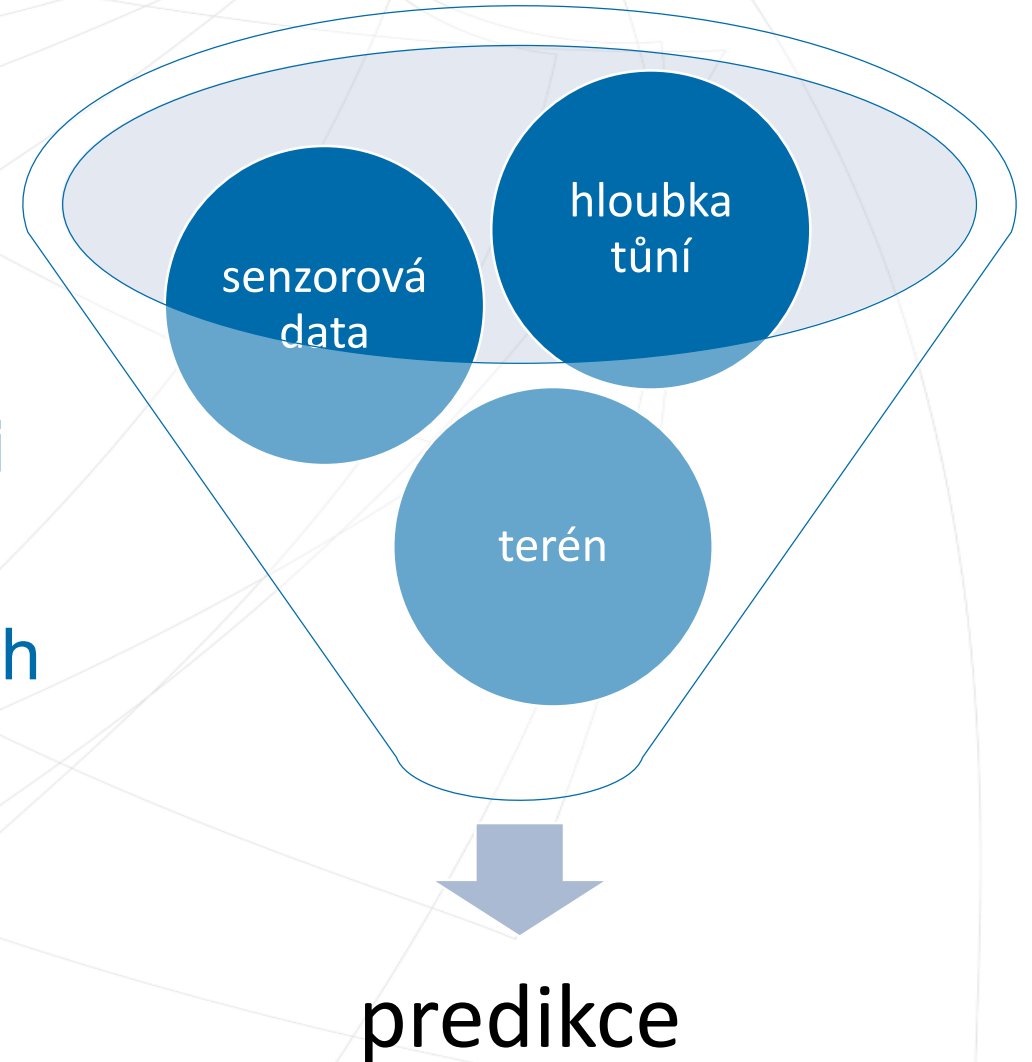 hloubka
tůní
senzorová
data
i
terén
h
predikce